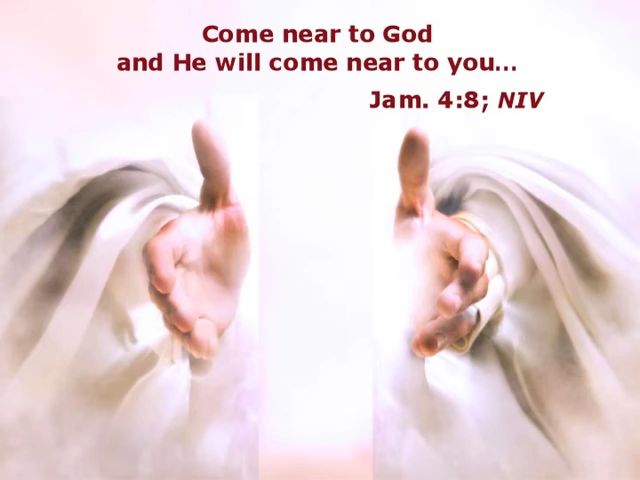 Come near to God
and He will come near to you…
Jam. 4:8; NIV